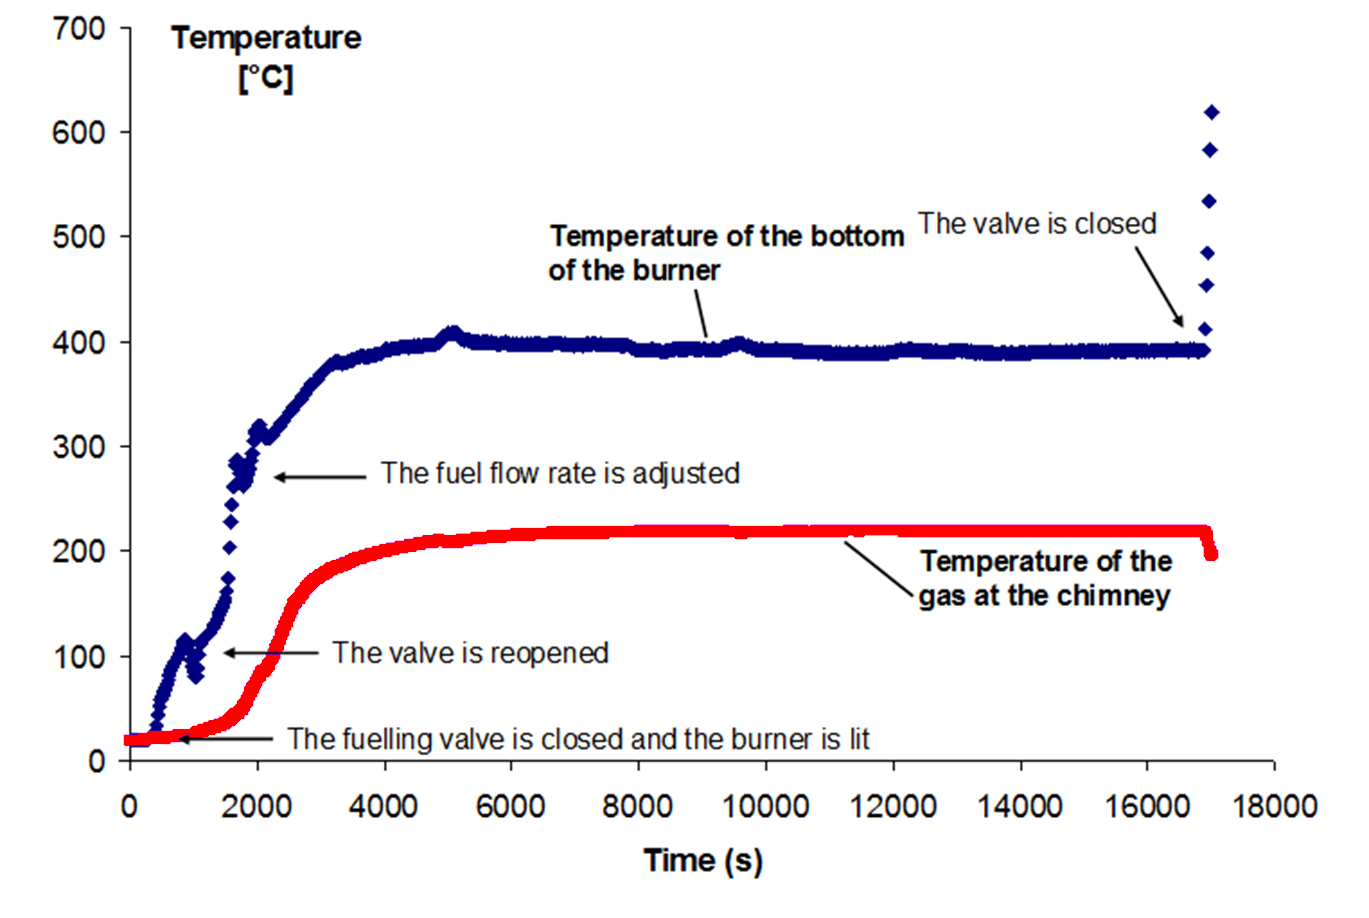 700
Temperature
[°C]
600
500
Temperature of the bottom
of the burner
The valve is closed
400
300
The fuel flow rate is adjusted
200
Temperature of the
gas at the chimney
100
The valve is reopened
The fuelling valve is closed and the burner is lit
0
0 2000 4000 6000 8000 10000 12000 14000 16000 18000
Time (s)